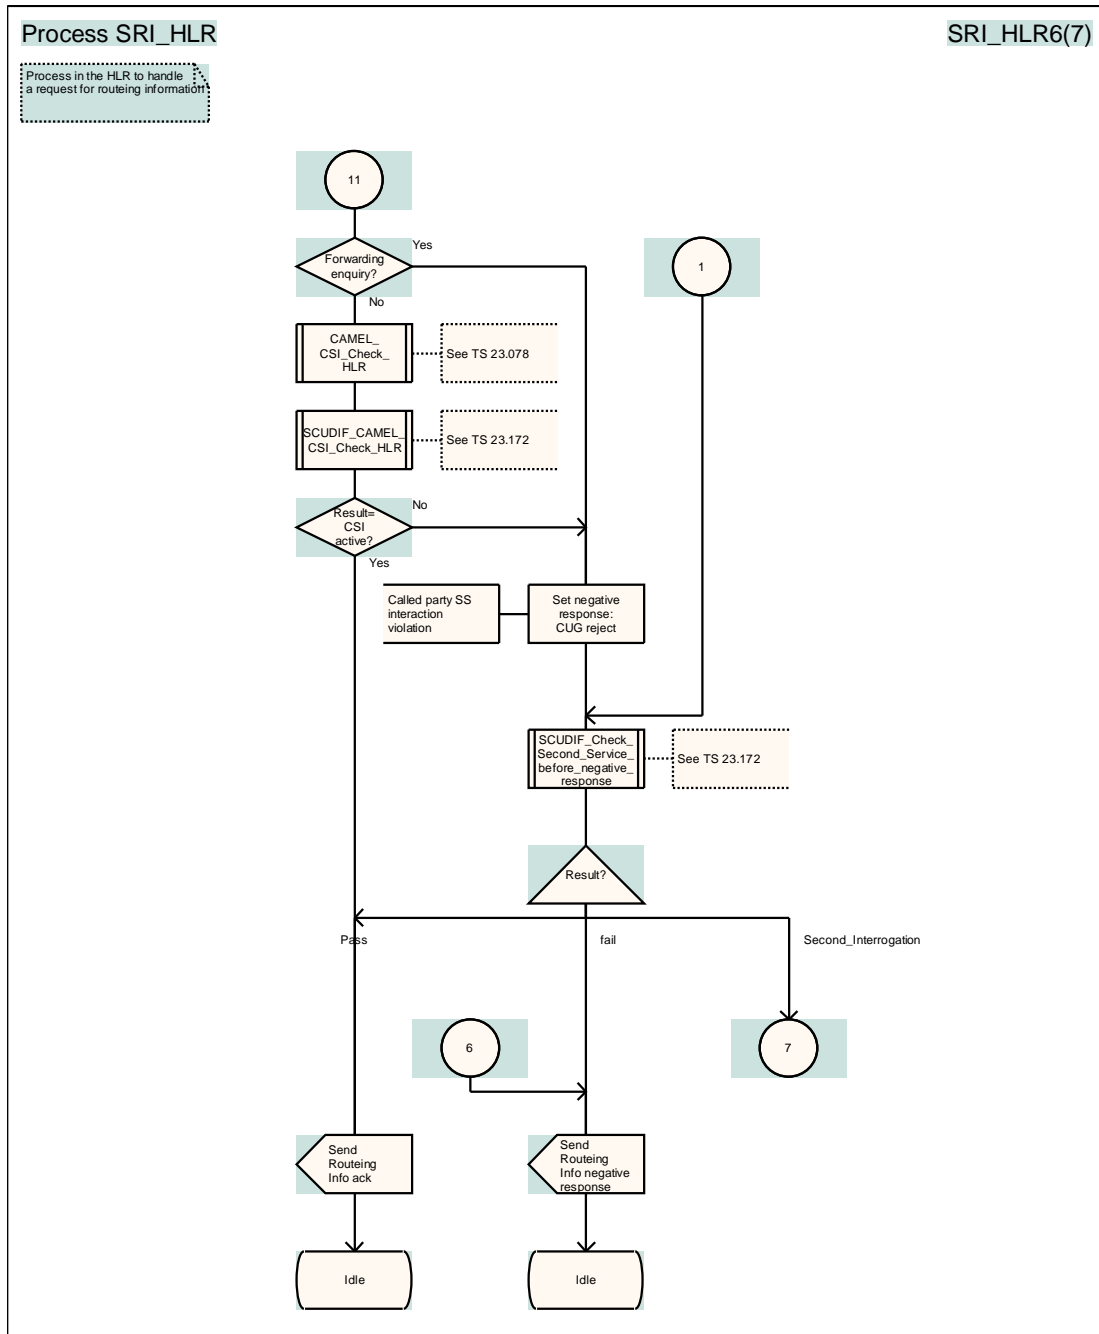 Process SRI_HLR
SRI_HLR6(7)
Process in the HLR to handle
a request for routeing information
11
Forwarding
enquiry?
Yes
No
1
CAMEL_
CSI_Check_
HLR
See TS 23.078
SCUDIF_CAMEL_
CSI_Check_HLR
See TS 23.172
Result=
CSI
active?
No
Yes
Called party SS
interaction
violation
Set negative
response:
CUG reject
SCUDIF_Check_
Second_Service_
before_negative_
response
See TS 23.172
Result?
Pass
fail
Second_Interrogation
6
7
Send
Routeing
Info ack
Send
Routeing
Info negative
response
Idle
Idle